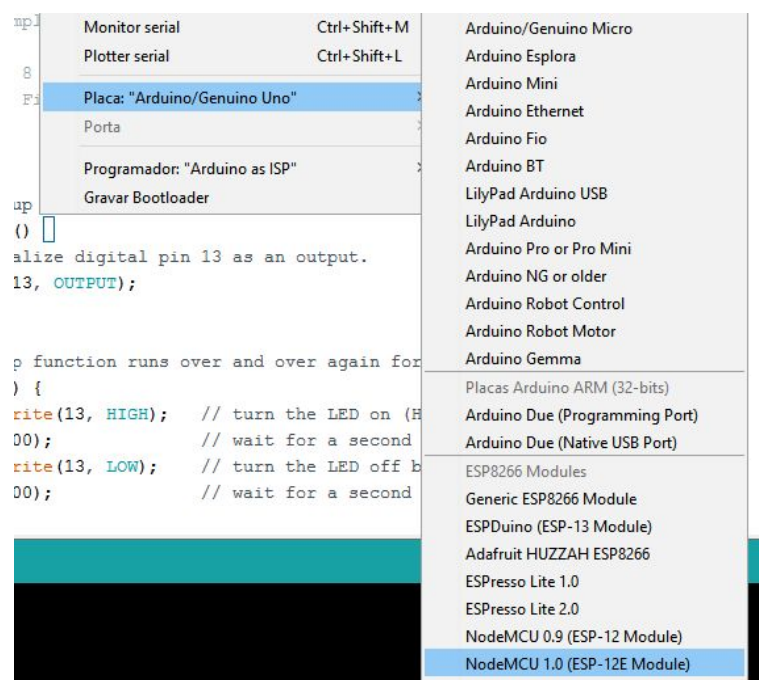 Monitor serial Ctrl+Shift+M
Plotter serial Ctrl+Shift+L
Placa: "Arduino/Genuino Uno"
Porta
Programador: "Arduino as ISP"
Gravar Bootloader
Arduino/Genuino Micro
Arduino Esplora
Arduino Mini
Arduino Ethernet
Arduino Fio
Arduino BT
LilyPad Arduino USB
LilyPad Arduino
Arduino Pro or Pro Mini
Arduino NG or older
Arduino Robot Control
Arduino Robot Motor
Arduino Gemma
Placas Arduino ARM (32-bits)
Arduino Due (Programming Port)
Arduino Due (Native USB Port)
ESP8266 Modules
Generic ESP8266 Module
ESPDuino (ESP-13 Module)
Adafruit HUZZAH ESP8266
ESPresso Lite 1.0
ESPresso Lite 2.0
NodeMCU 0.9 (ESP-12 Module)
NodeMCU 1.0 (ESP-12E Module)
mpl
8
Fi
up
()
alize digital pin 13 as an output.
13, OUTPUT);
p function runs over and over again for
) {
rite(13, HIGH); // turn the LED on (H
00); // wait for a second
rite(13, LOW); // turn the LED off b
00); // wait for a second